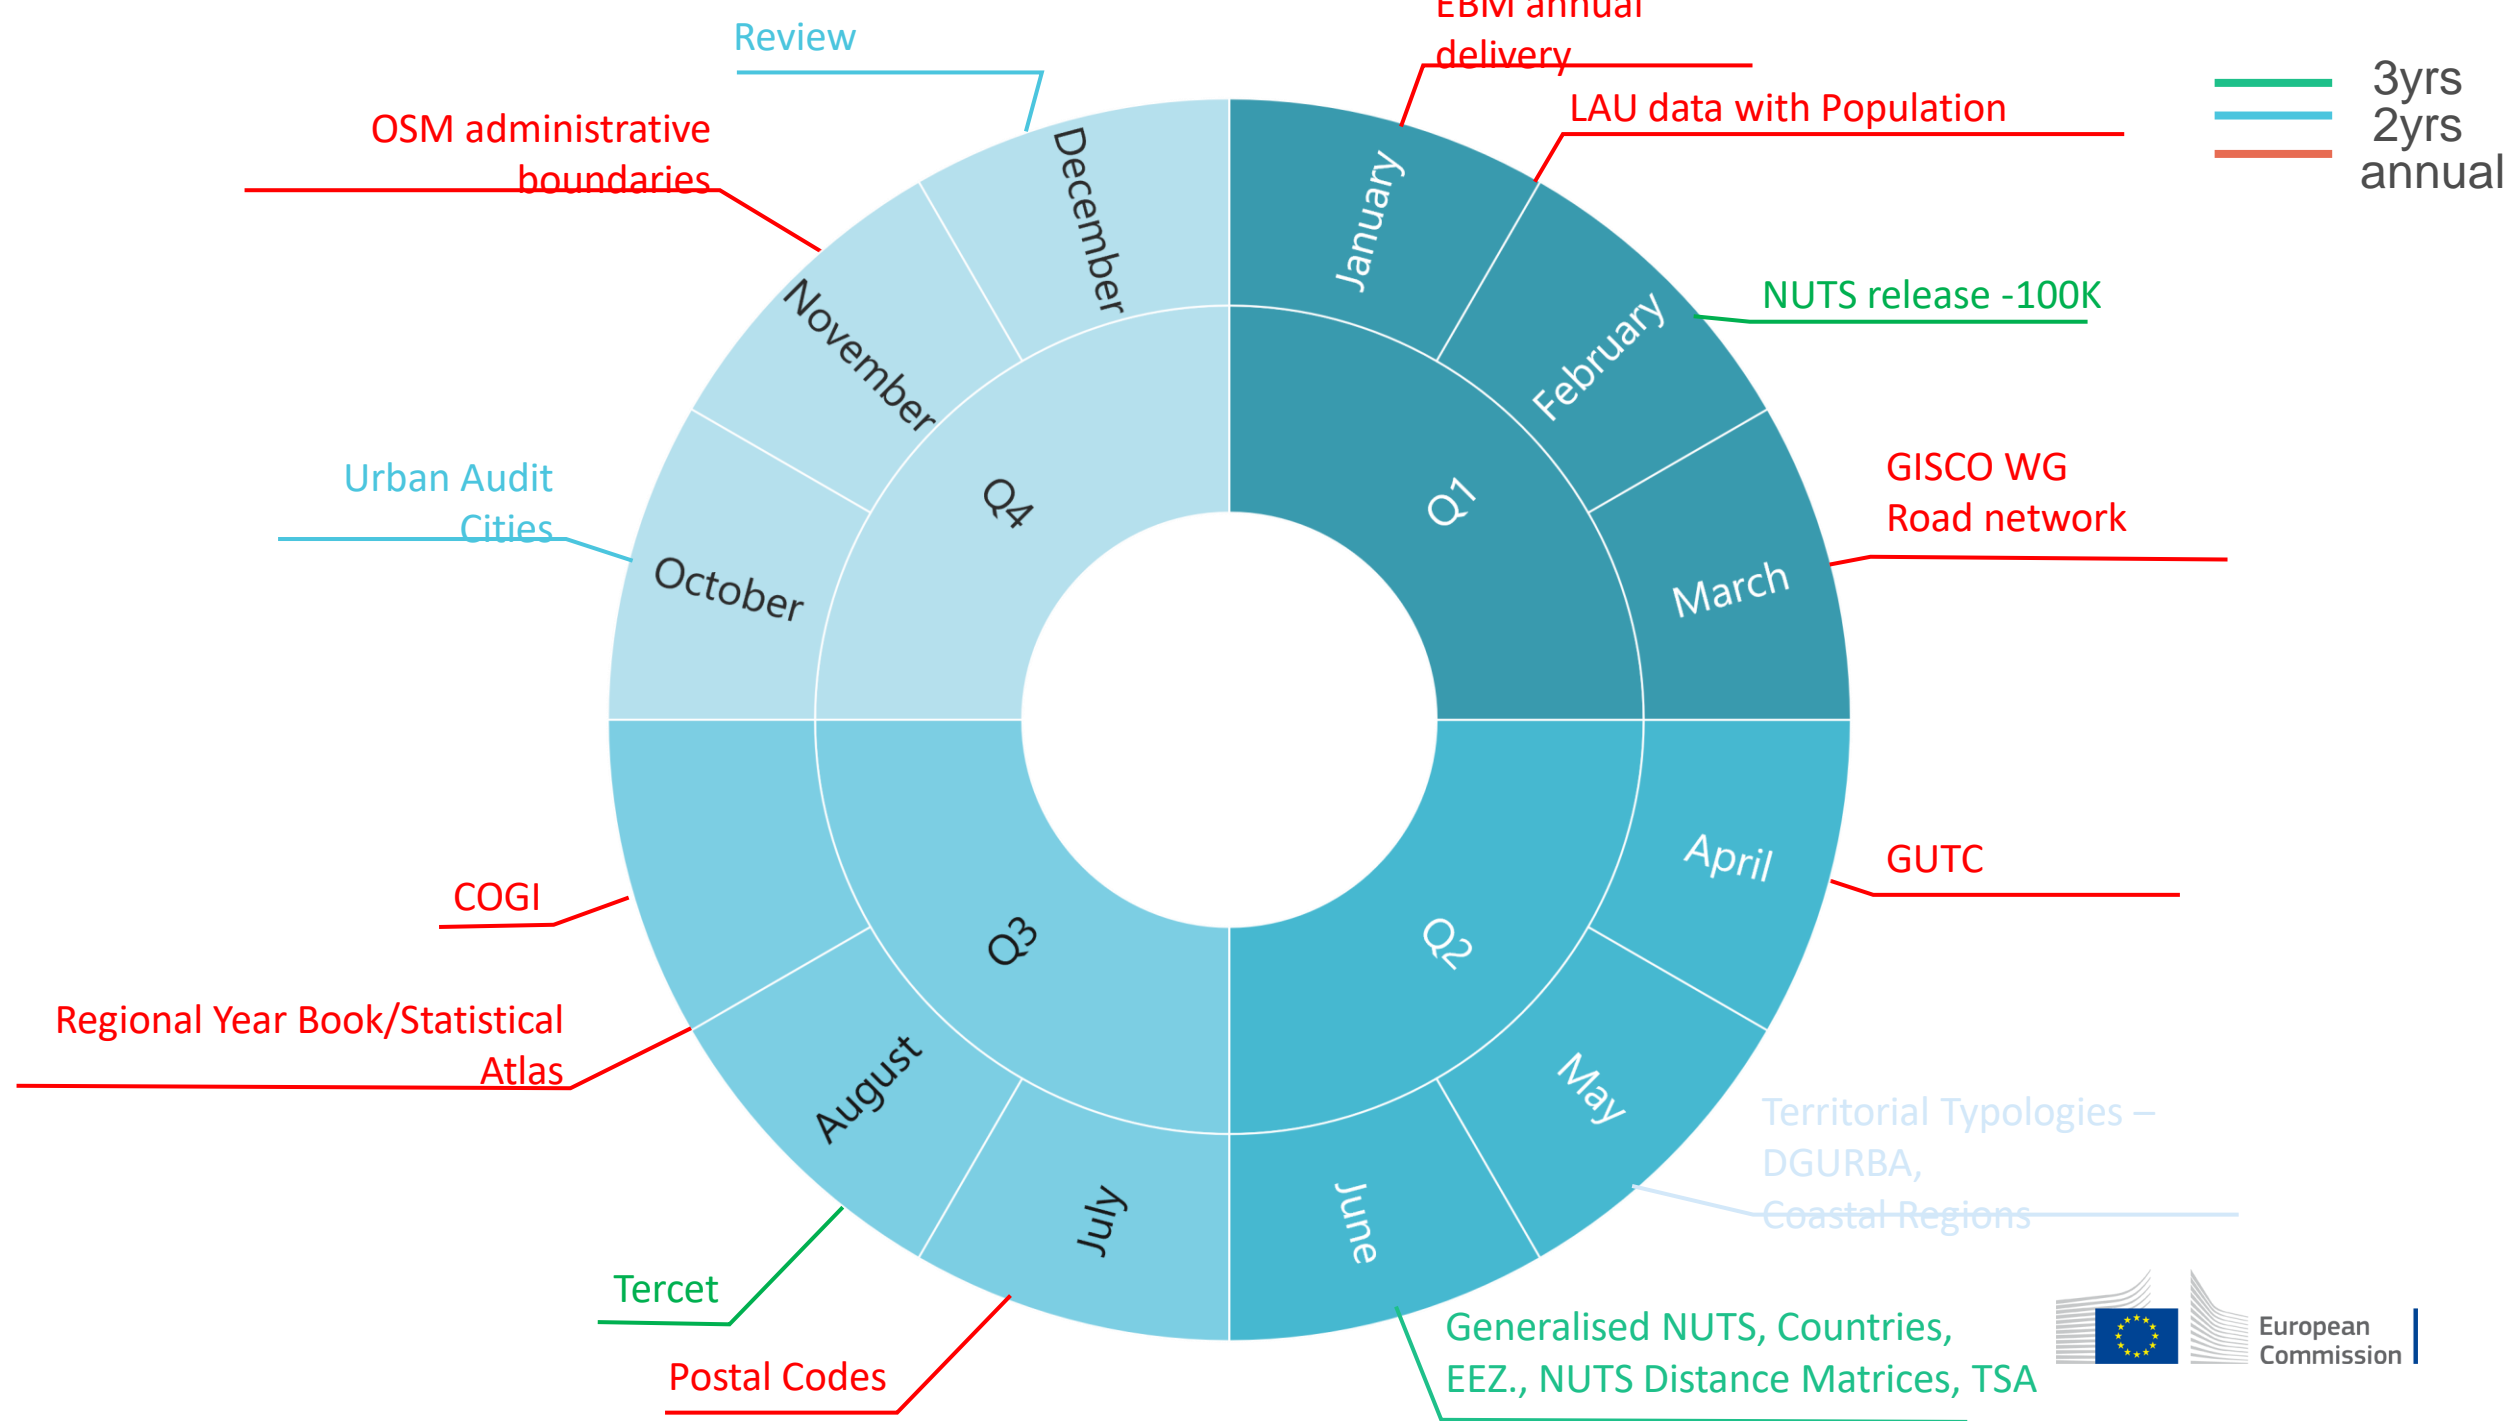 Review
EBM annual
delivery
3yrs
2yrs
annual
LAU data with Population
OSM administrative
boundaries
December
January
November
February
NUTS release -100K
Urban Audit
Cities
GISCO WG
Road network
Q4
Q1
October
March
April
GUTC
COGI
Q3
Q2
Regional Year Book/Statistical
Atlas
August
May
Territorial Typologies –
DGURBA,
Coastal Regions
July
June
Tercet
Postal Codes
Generalised NUTS, Countries,
EEZ., NUTS Distance Matrices, TSA
European
Commission